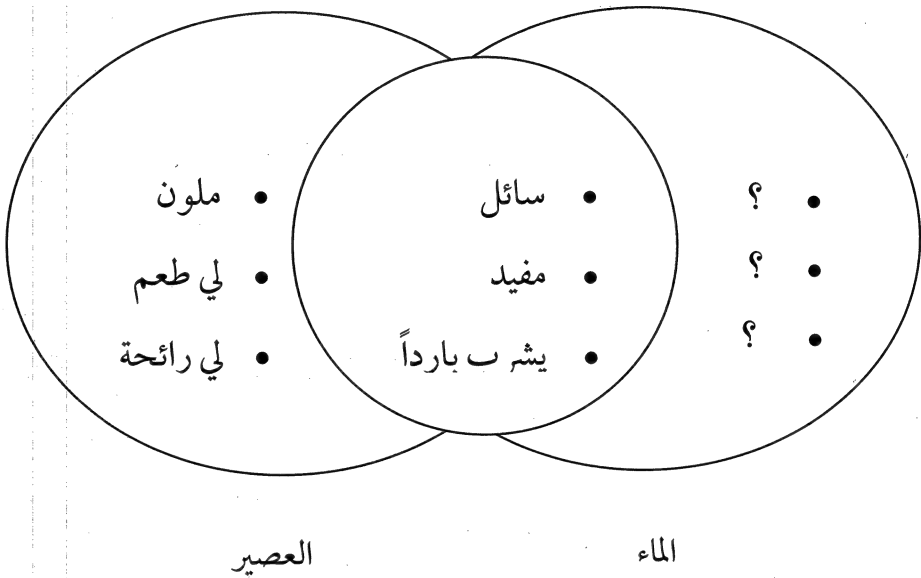 • ؟
• ؟
• ؟
• سائل
• مفيد
• يشرب بارداً
• ملون
• لي طعم
• لي رائحة
الماء
العصير